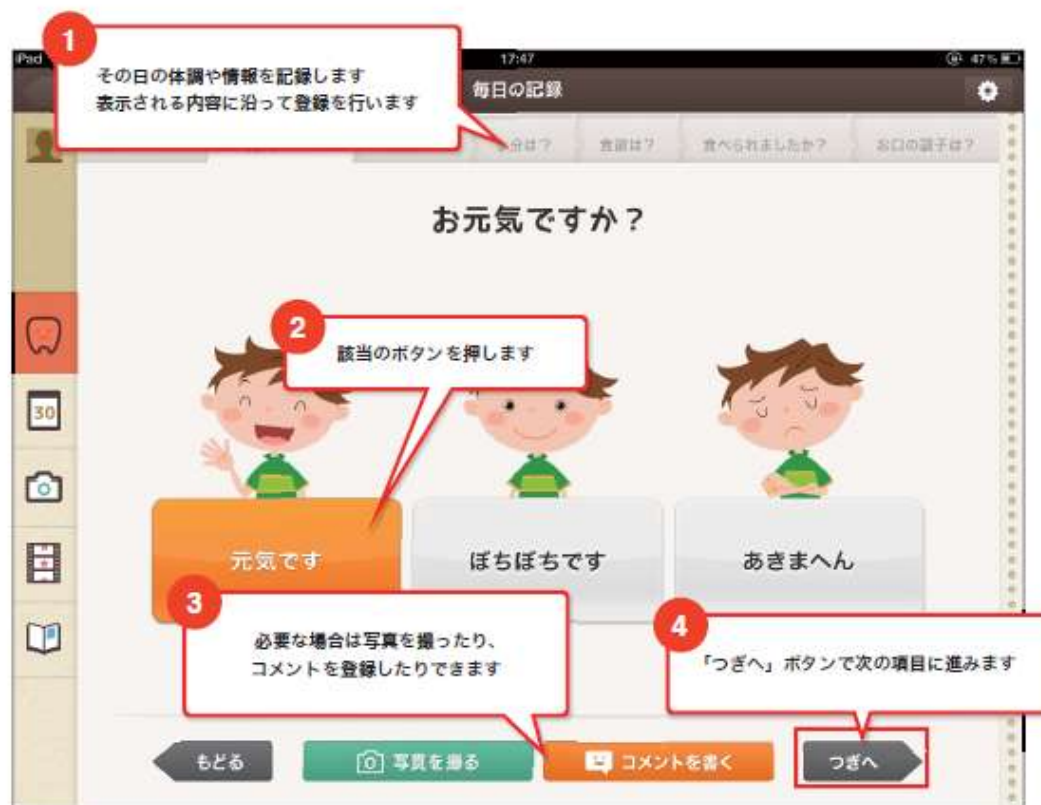 1
その日の体調や情報を記録します
表示される内容に沿って登録を行います
iPad
17:47
47%
毎日の記録
分は?
食欲は?
食べられましたか?
お口の調子は?
お元気ですか?
2
該当のボタンを押します
30
元気です
ぼちぼちです
あきまへん
3
必要な場合は写真を撮ったり、
コメントを登録したりできます
4
「つぎへ」ボタンで次の項目に進みます
もどる
写真を撮る
コメントを書く
つぎへ